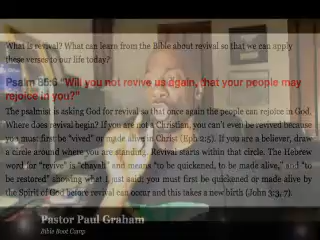 What is revival? What can learn from the Bible about revival so that we can apply
these verses to our life today?
Psalm 85:6 "Will you not revive us again, that your people may
rejoice in you?"
The psalmist is asking God for revival so that once again the people can rejoice in God.
Where does revival begin? If you are not a Christian, you can't even be revived because
you must first be "vived" or made alive in Christ (Eph 2:5). If you are a believer, draw
a circle around where you are standing. Revival starts within that circle. The Hebrew
word for "revive" is "chayah" and means "to be quickened, to be made alive," and "to
be restored" showing what I just said; you must first be quickened or made alive by
the Spirit of God before revival can occur and this takes a new birth (John 3:3, 7).
Pastor Paul Graham
Bible Boot Camp